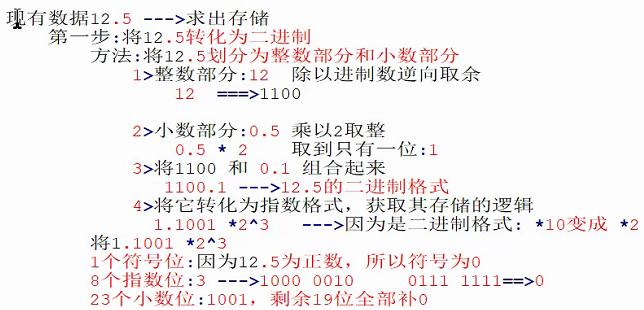 现有数据12.5 --->求出存储
第一步:将12.5转化为二进制
方法:将12.5划分为整数部分和小数部分
1>整数部分:12 除以进制数逆向取余
12 ===>1100
2>小数部分:0.5 乘以2取整
0.5 * 2 取到只有一位:1
3>将1100 和 0.1 组合起来
1100.1 --->12.5的二进制格式
4>将它转化为指数格式，获取其存储的逻辑
1.1001 *2^3 --->因为是二进制格式: *10变成 *2
将1.1001 *2^3
1个符号位:因为12.5为正数，所以符号为0
8个指数位:3 --->1000 0010 0111 1111==>0
23个小数位:1001，剩余19位全部补0